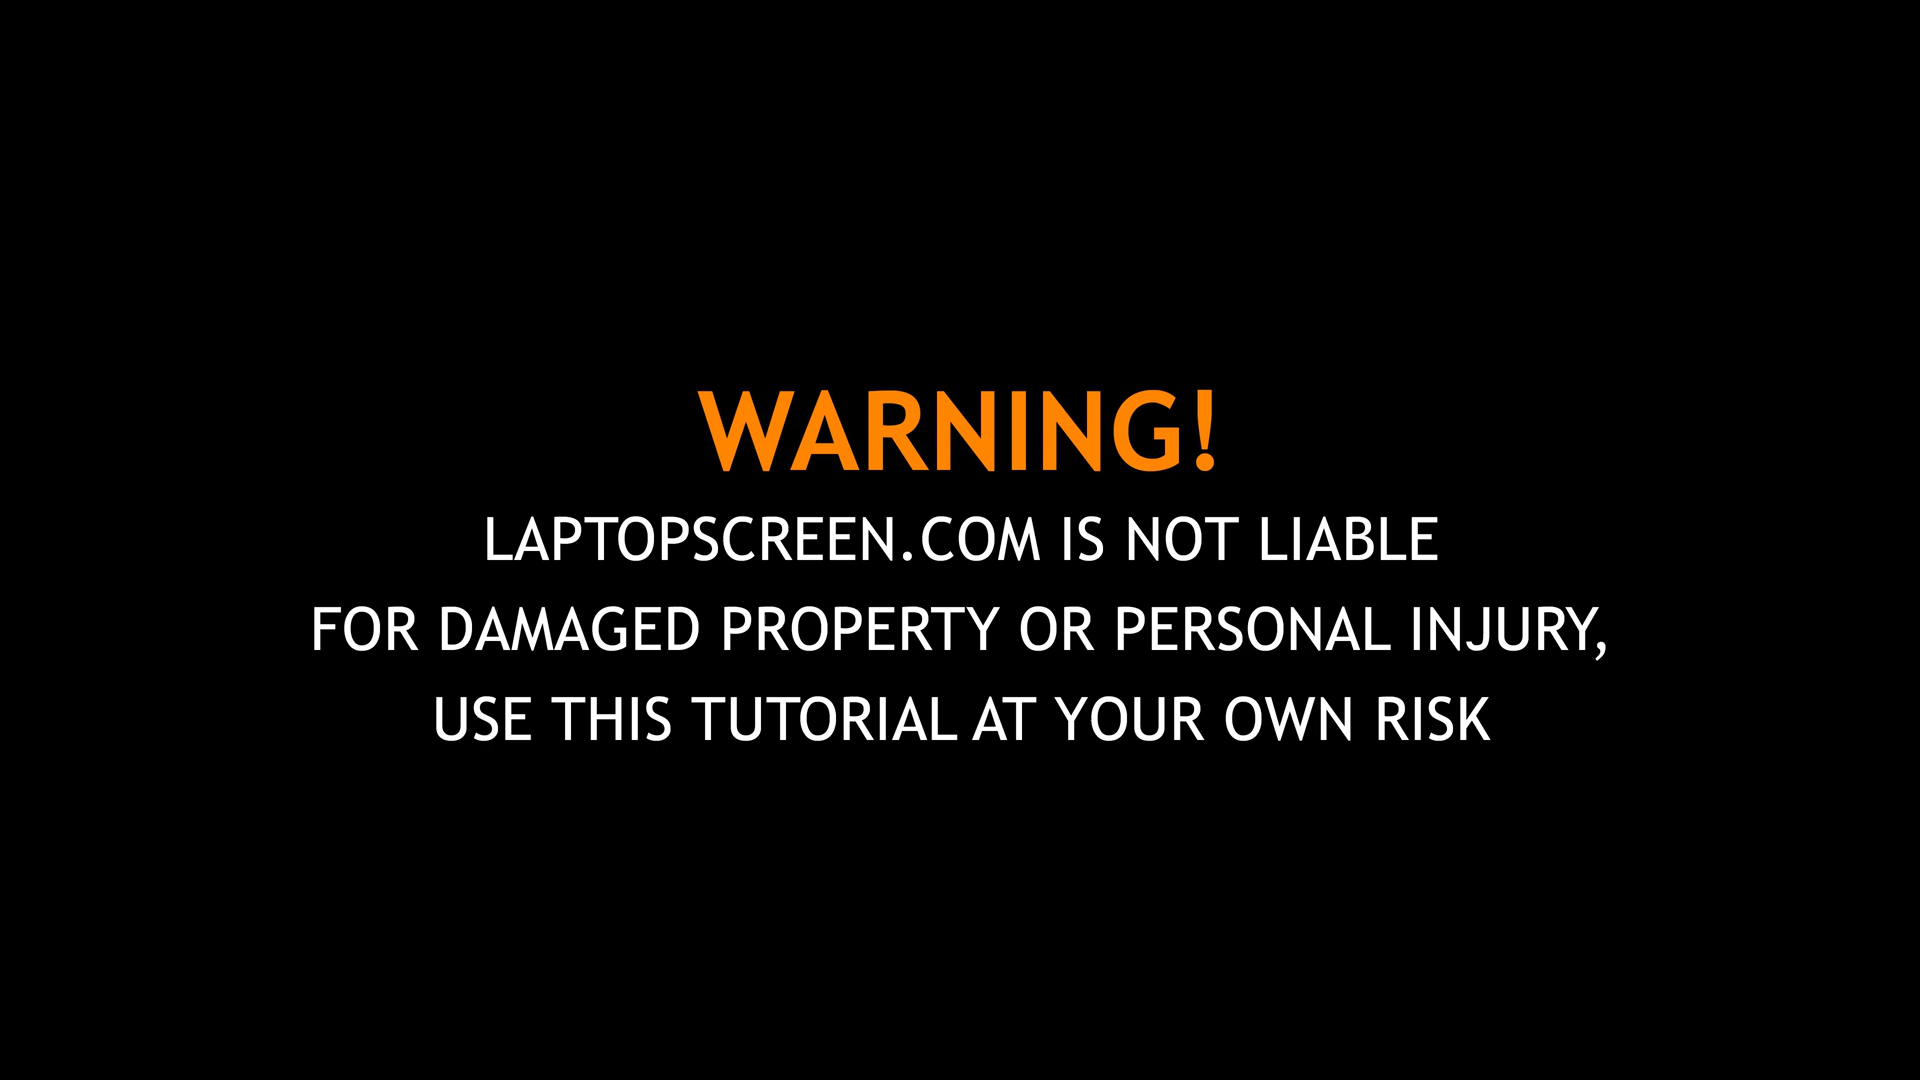 WARNING!
LAPTOPSCREEN.COM IS NOT LIABLE
FOR DAMAGED PROPERTY OR PERSONAL INJURY,
USE THIS TUTORIAL AT YOUR OWN RISK